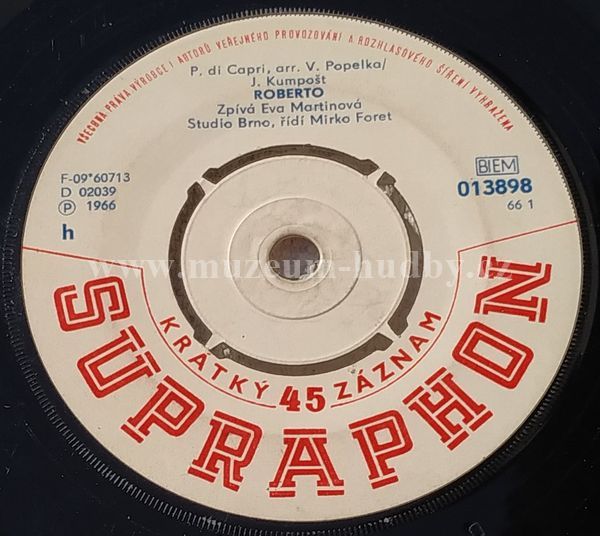 VŠECHNA PRÁVA VÝROBCE I AUTORŮ VEŘEJNÉHO PROVOZOVÁNÍ A ROZHLASOVÉHO ŠÍŘENÍ VYHRAŽENA
P. di Capri, arr. V. Popelka/
J. Kumpošt
ROBERTO
Zpívá Eva Martinová
Studio Brno, řídí Mirko Foret
F-09*60713
D 02039
Ⓟ 1966
h
BIEM
013898
66 1
www.muzeum-hudby.cz
KRÁTKÝ 45 ZÁZNAM
SUPRAPHON